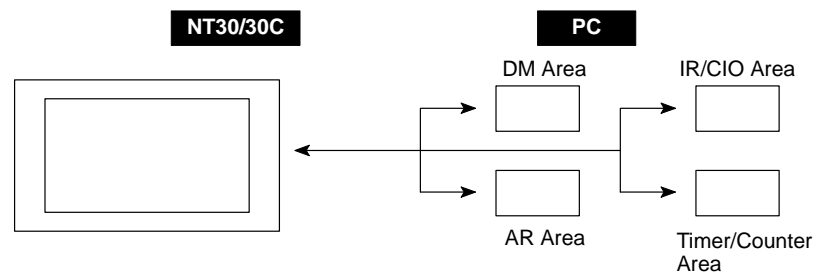 NT30/30C
PC
DM Area
IR/CIO Area
AR Area
Timer/Counter
Area